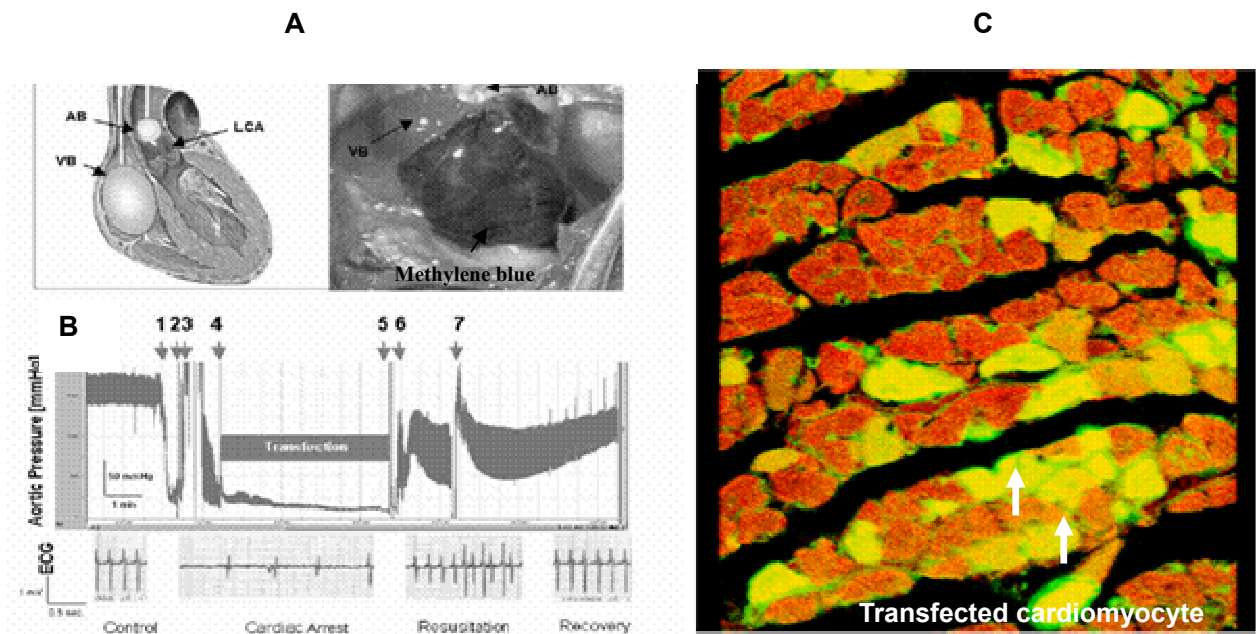 A
C
AB
LCA
VB
AB
VB
Methylene blue
B
1 2 3 4 5 6 7
Aortic Pressure [mmHg]
Transfection
50 mmHg
1 min
ECG
1 mV
0.5 sec.
Control
Cardiac Arrest
Resusitation
Recovery
Transfected cardiomyocyte